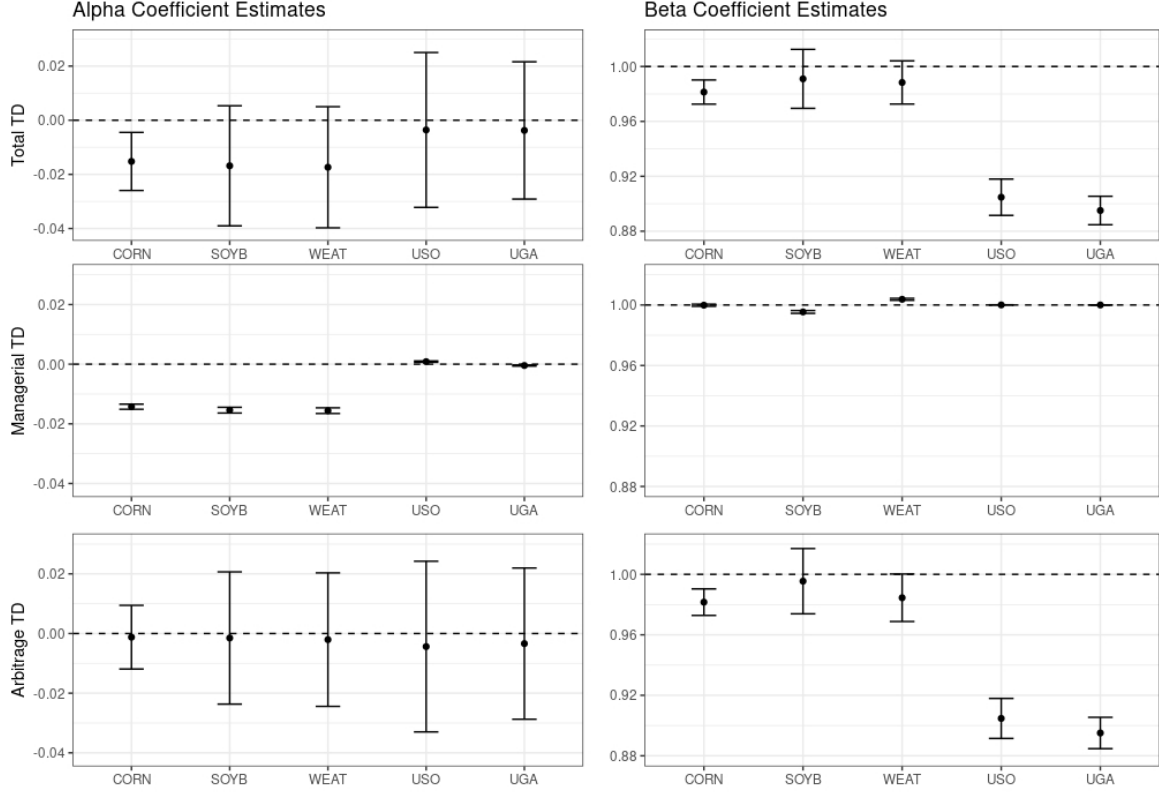 Alpha Coefficient Estimates
Beta Coefficient Estimates
Total TD
0.02
0.00
-0.02
-0.04
CORN SOYB WEAT USO UGA
1.00
0.96
0.92
0.88
CORN SOYB WEAT USO UGA
Managerial TD
0.02
0.00
-0.02
-0.04
CORN SOYB WEAT USO UGA
1.00
0.96
0.92
0.88
CORN SOYB WEAT USO UGA
Arbitrage TD
0.02
0.00
-0.02
-0.04
CORN SOYB WEAT USO UGA
1.00
0.96
0.92
0.88
CORN SOYB WEAT USO UGA